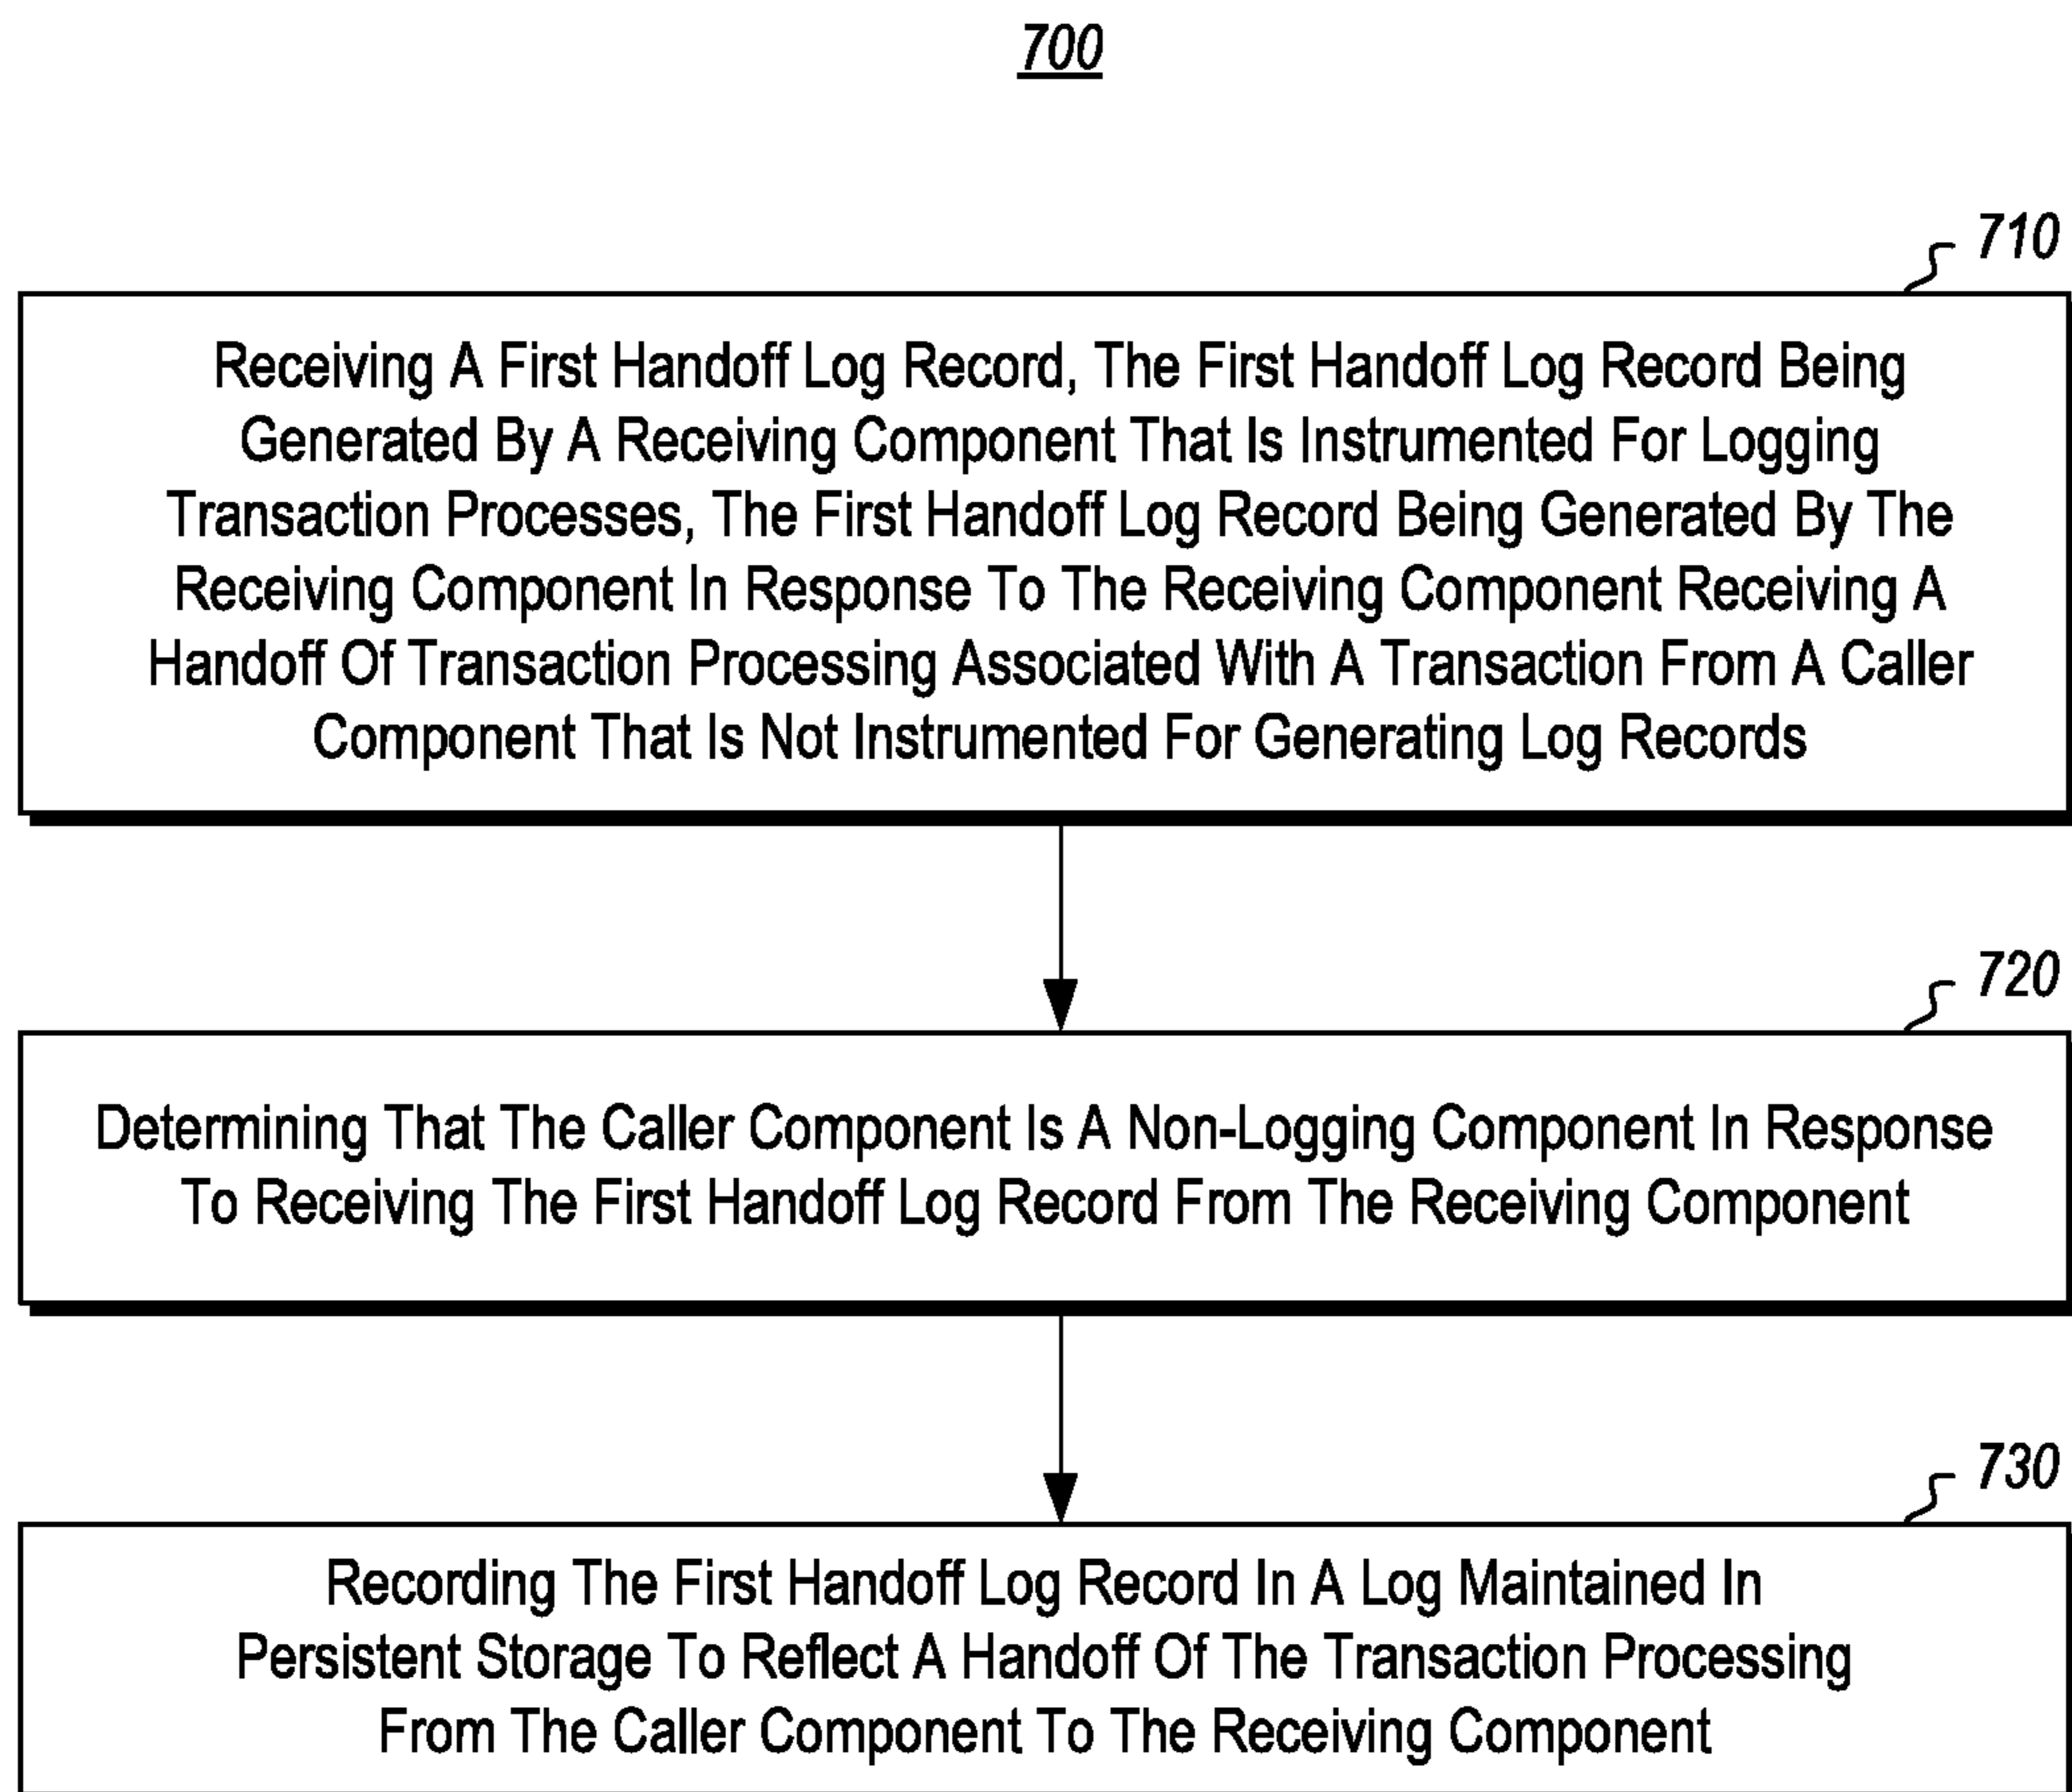 700
710
Receiving A First Handoff Log Record, The First Handoff Log Record Being
Generated By A Receiving Component That Is Instrumented For Logging
Transaction Processes, The First Handoff Log Record Being Generated By The
Receiving Component In Response To The Receiving Component Receiving A
Handoff Of Transaction Processing Associated With A Transaction From A Caller
Component That Is Not Instrumented For Generating Log Records
720
Determining That The Caller Component Is A Non-Logging Component In Response
To Receiving The First Handoff Log Record From The Receiving Component
730
Recording The First Handoff Log Record In A Log Maintained In
Persistent Storage To Reflect A Handoff Of The Transaction Processing
From The Caller Component To The Receiving Component